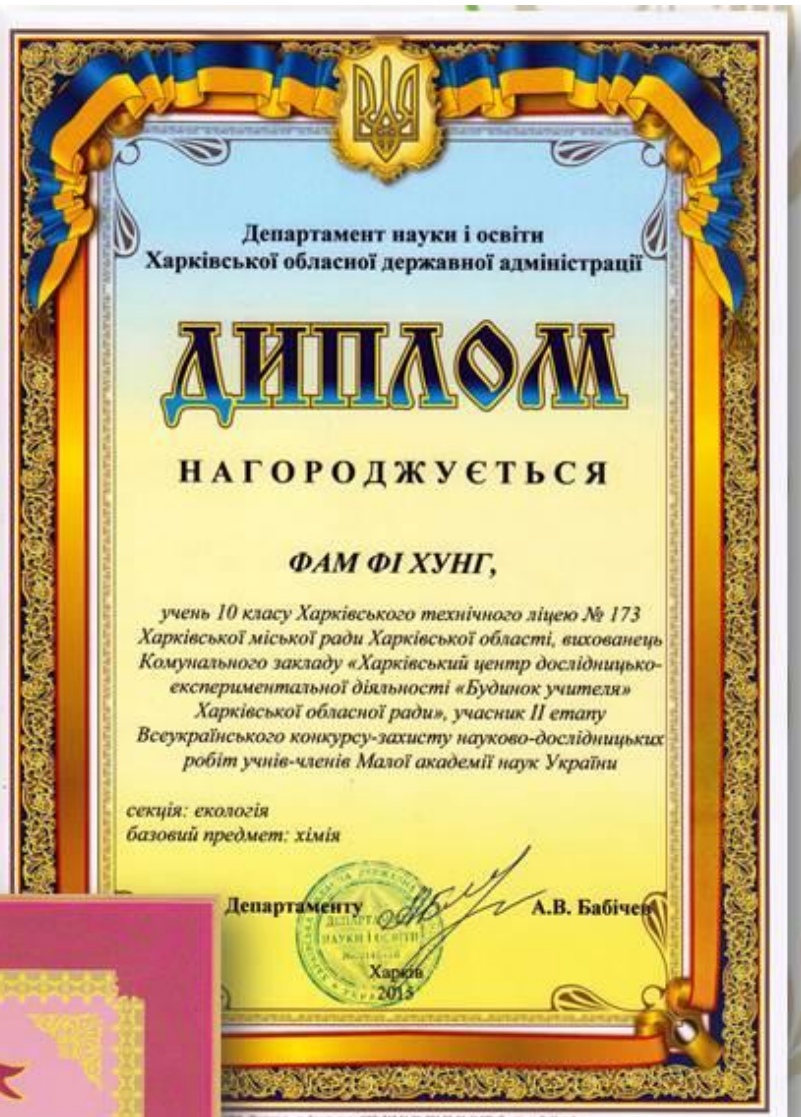 Департамент науки і освіти
Харківської обласної державної адміністрації
ДИПЛОМ
НАГОРОДЖУЄТЬСЯ
ФАМ ФІ ХУНГ,
учень 10 класу Харківського технічного ліцею № 173
Харківської міської ради Харківської області, вихованець
Комунального закладу «Харківський центр дослідницько-
експериментальної діяльності «Будинок учителя»
Харківської обласної ради», учасник ІІ етапу
Всеукраїнського конкурсу-захисту науково-дослідницьких
робіт учнів-членів Малої академії наук України
секція: екологія
базовий предмет: хімія
Департаменту А.В. Бабічев
НАУКИ І ОСВІТИ
Харків
2015